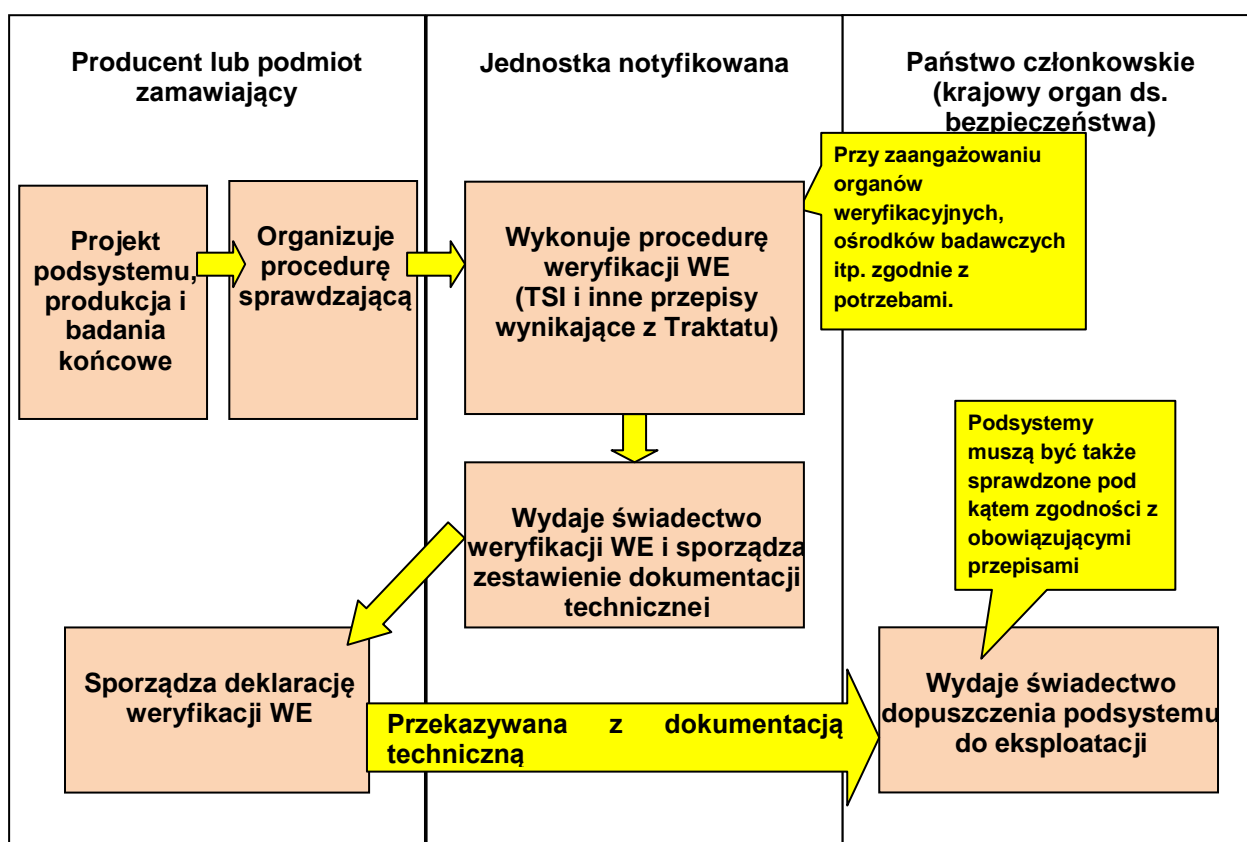 Producent lub podmiot
zamawiający
Jednostka notyfikowana
Państwo członkowskie
(krajowy organ ds.
bezpieczeństwa)
Projekt
podsystemu,
produkcja i
badania
końcowe
Organizuje
procedurę
sprawdzającą
Wykonuje procedurę
weryfikacji WE
(TSI i inne przepisy
wynikające z Traktatu)
Przy zaangażowaniu
organów
weryfikacyjnych,
ośrodków badawczych
itp. zgodnie z
potrzebami.
Wydaje świadectwo
weryfikacji WE i sporządza
zestawienie dokumentacji
technicznej
Podsystemy
muszą być także
sprawdzone pod
kątem zgodności z
obowiązującymi
przepisami
Sporządza deklarację
weryfikacji WE
Przekazywana z dokumentacją
techniczną
Wydaje świadectwo
dopuszczenia podsystemu
do eksploatacji